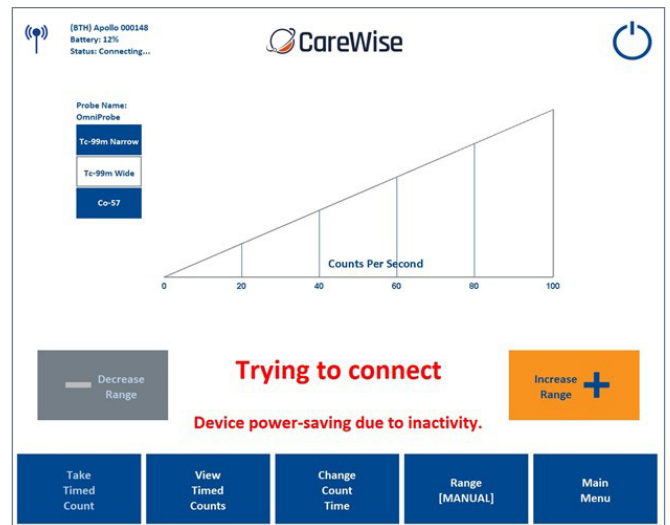 (BTH) Apollo 000148
Battery: 12%
Status: Connecting...
CareWise
Probe Name:
OmniProbe
Tc-99m Narrow
Tc-99m Wide
Co-57
Counts Per Second
0 20 40 60 80 100
Decrease
Range
Trying to connect
Increase
Range
Device power-saving due to inactivity.
Take
Timed
Count
View
Timed
Counts
Change
Count
Time
Range
[MANUAL]
Main
Menu